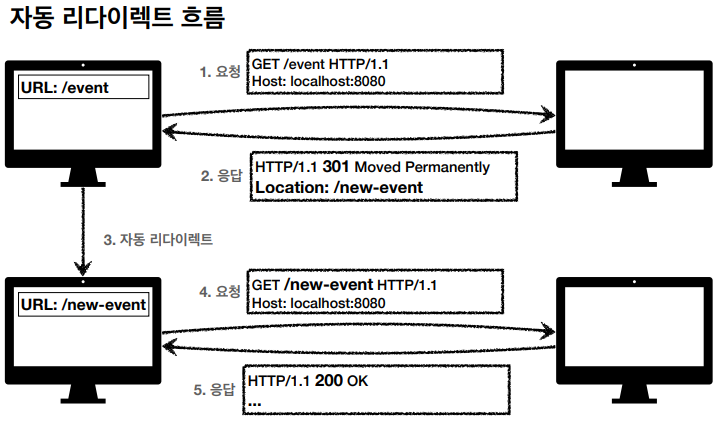 자동 리다이렉트 흐름
URL: /event
1. 요청
GET /event HTTP/1.1
Host: localhost:8080
2. 응답
HTTP/1.1 301 Moved Permanently
Location: /new-event
3. 자동 리다이렉트
URL: /new-event
4. 요청
GET /new-event HTTP/1.1
Host: localhost:8080
5. 응답
HTTP/1.1 200 OK
...